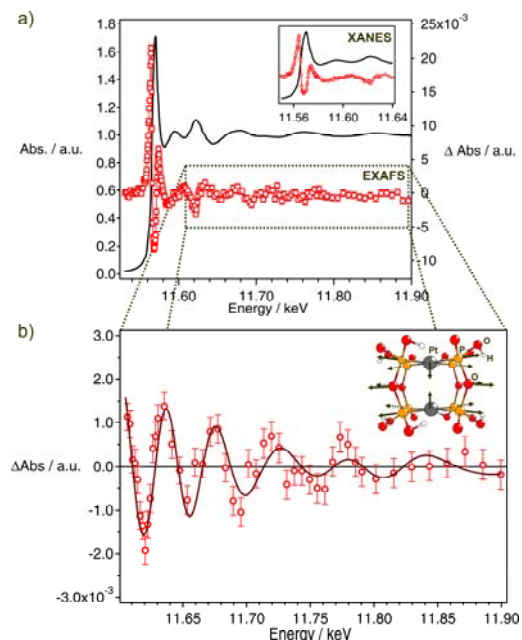 a)
XANES
11.56
11.60
11.64
1.8
1.6
1.4
1.2
1.0
0.8
0.6
0.4
0.2
0.0
Abs. / a.u.
25x10⁻³
20
15
10
5
0
-5
10
Δ Abs / a.u.
EXAFS
11.60
11.70
11.80
11.90
Energy / keV
b)
3.0
2.0
1.0
0.0
-1.0
-2.0
-3.0x10⁻³
ΔAbs / a.u.
Pt
P
O
H
O
11.65
11.70
11.75
11.80
11.85
11.90
Energy / keV